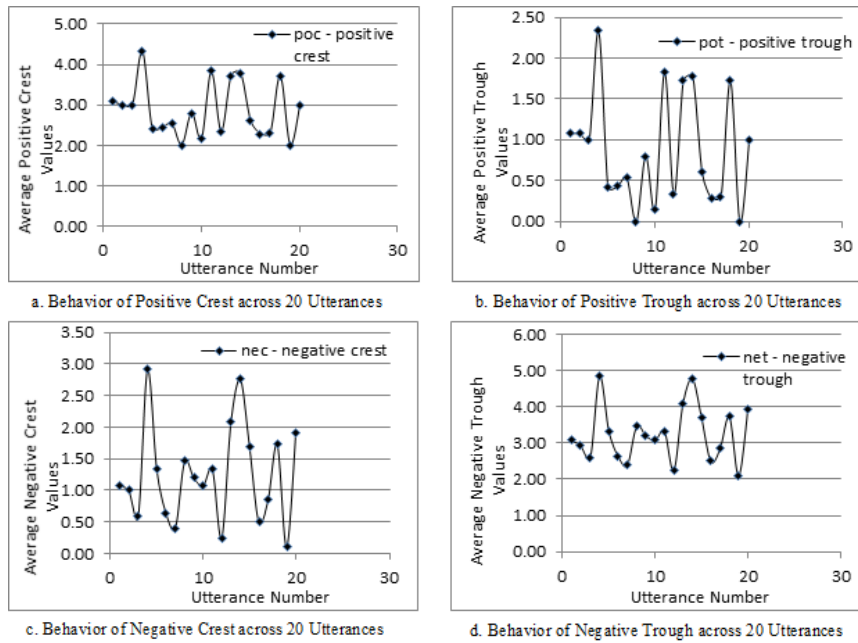 5.00
4.00
3.00
2.00
1.00
0.00
0 10 20 30
Average Positive Crest
Values
Utterance Number
poc - positive
crest
a. Behavior of Positive Crest across 20 Utterances
2.50
2.00
1.50
1.00
0.50
0.00
0 10 20 30
Average Positive Trough
Values
Utterance Number
pot - positive trough
b. Behavior of Positive Trough across 20 Utterances
3.50
3.00
2.50
2.00
1.50
1.00
0.50
0.00
0 10 20 30
Average Negative Crest
Values
Utterance Number
nec - negative crest
c. Behavior of Negative Crest across 20 Utterances
6.00
5.00
4.00
3.00
2.00
1.00
0.00
0 10 20 30
Average Negative Trough
Values
Utterance Number
net - negative
trough
d. Behavior of Negative Trough across 20 Utterances